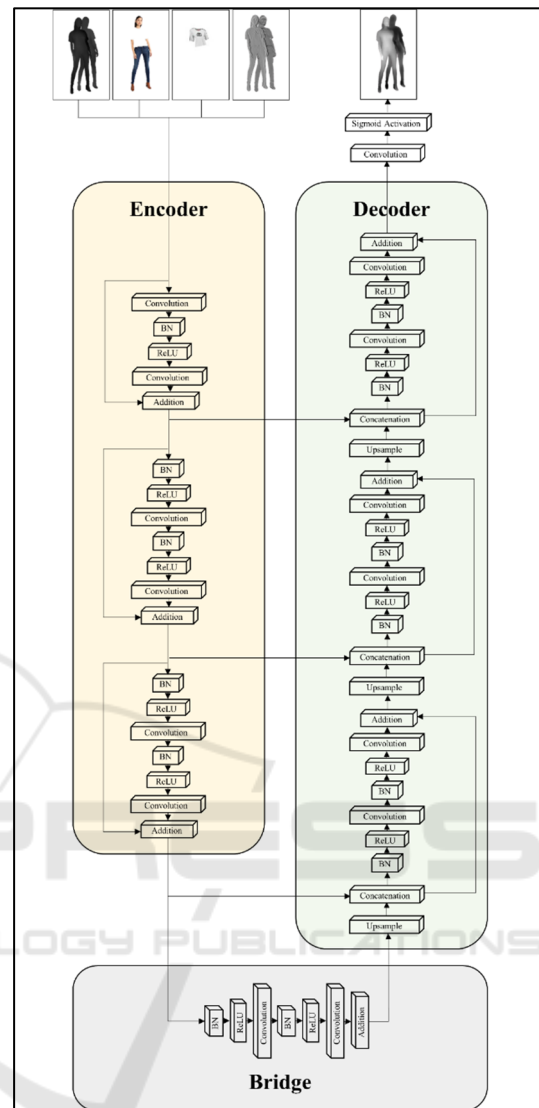 Sigmoid Activation
Convolution
Encoder
Convolution
BN
ReLU
Convolution
Addition
BN
ReLU
Convolution
BN
ReLU
Convolution
Addition
BN
ReLU
Convolution
BN
ReLU
Convolution
Addition
Decoder
Addition
Convolution
ReLU
BN
Convolution
ReLU
BN
Concatenation
Upsample
Addition
Convolution
ReLU
BN
Convolution
ReLU
BN
Concatenation
Upsample
Addition
Convolution
ReLU
BN
Convolution
ReLU
BN
Concatenation
Upsample
BN
ReLU
Convolution
BN
ReLU
Convolution
Addition
Bridge
PRESS
LOGY PUBLICATIONS